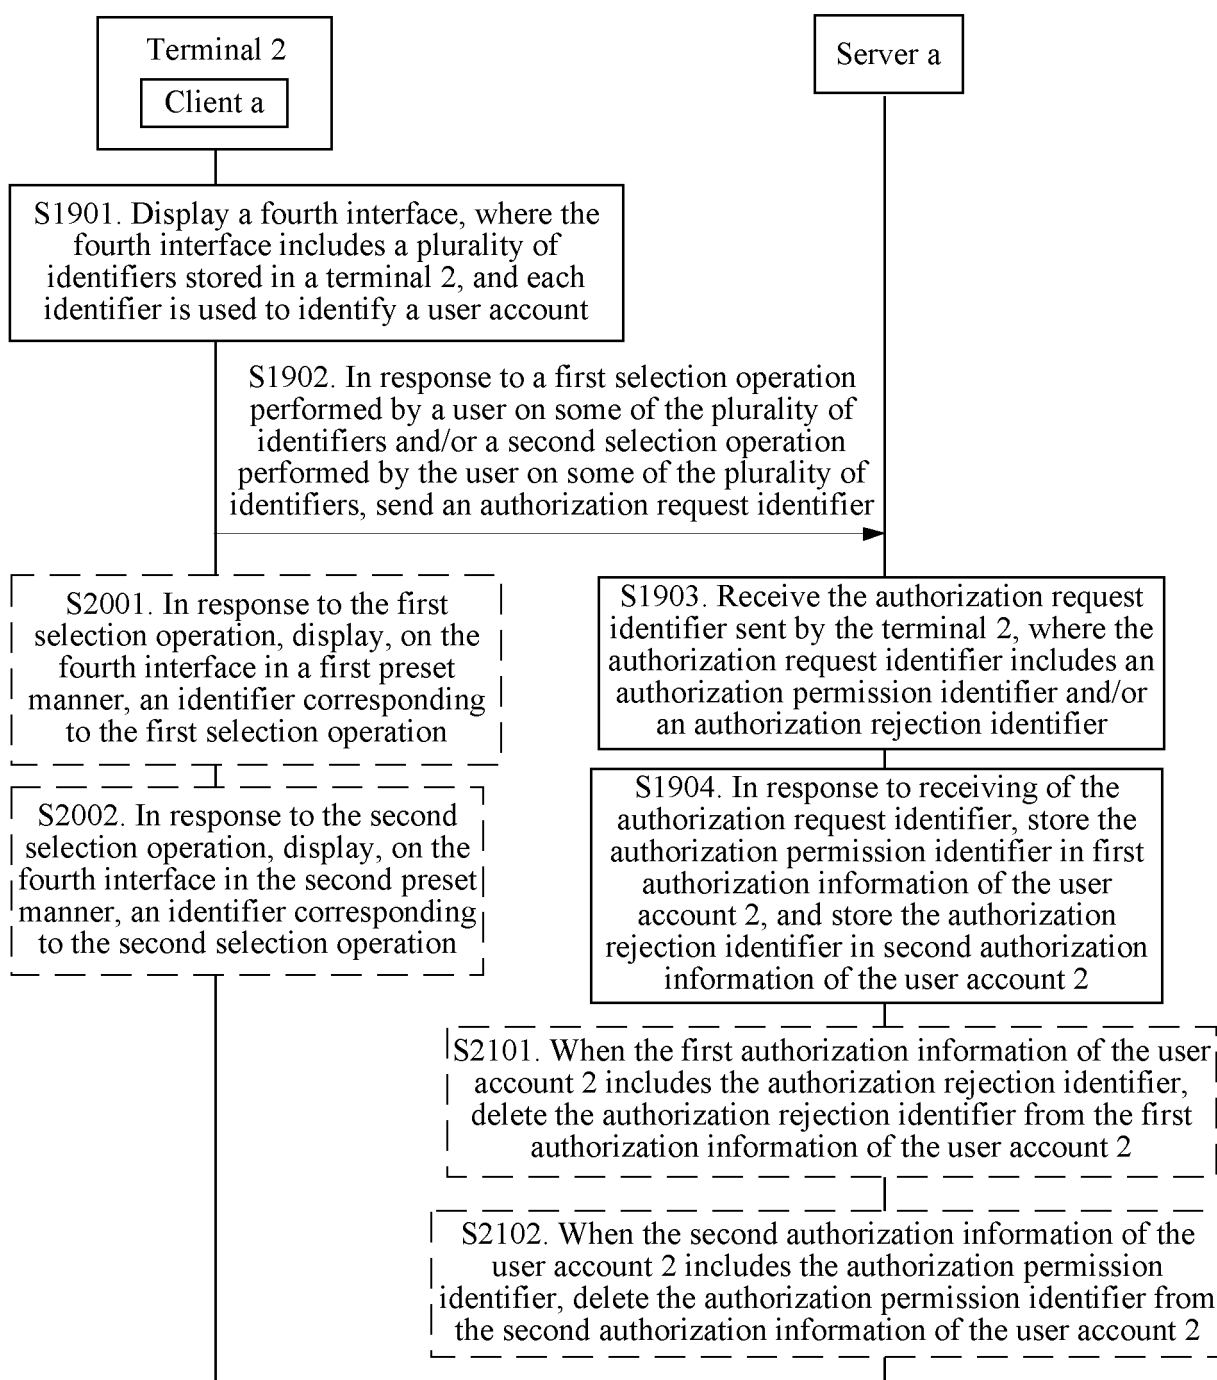 Terminal 2
Client a
Server a
S1901. Display a fourth interface, where the
fourth interface includes a plurality of
identifiers stored in a terminal 2, and each
identifier is used to identify a user account
S1902. In response to a first selection operation
performed by a user on some of the plurality of
identifiers and/or a second selection operation
performed by the user on some of the plurality of
identifiers, send an authorization request identifier
S2001. In response to the first
selection operation, display, on the
fourth interface in a first preset
manner, an identifier corresponding
to the first selection operation
S1903. Receive the authorization request
identifier sent by the terminal 2, where the
authorization request identifier includes an
authorization permission identifier and/or
an authorization rejection identifier
S2002. In response to the second
selection operation, display, on the
fourth interface in the second preset
manner, an identifier corresponding
to the second selection operation
S1904. In response to receiving of the
authorization request identifier, store the
authorization permission identifier in first
authorization information of the user
account 2, and store the authorization
rejection identifier in second authorization
information of the user account 2
S2101. When the first authorization information of the user
account 2 includes the authorization rejection identifier,
delete the authorization rejection identifier from the first
authorization information of the user account 2
S2102. When the second authorization information of the
user account 2 includes the authorization permission
identifier, delete the authorization permission identifier from
the second authorization information of the user account 2